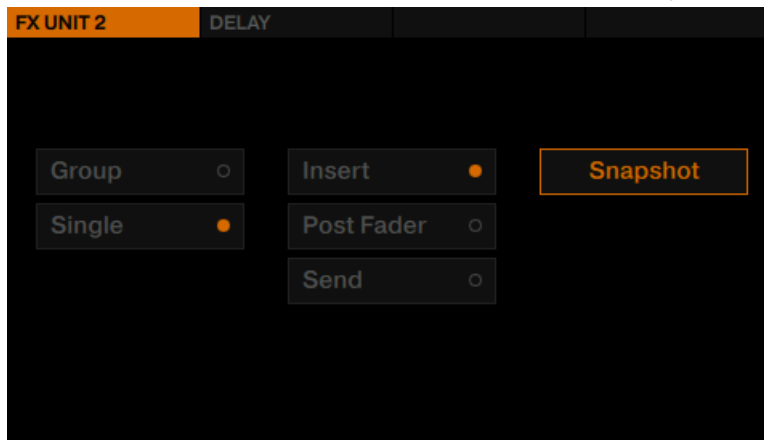 FX UNIT 2 DELAY
Group Insert Snapshot
Single Post Fader
Send